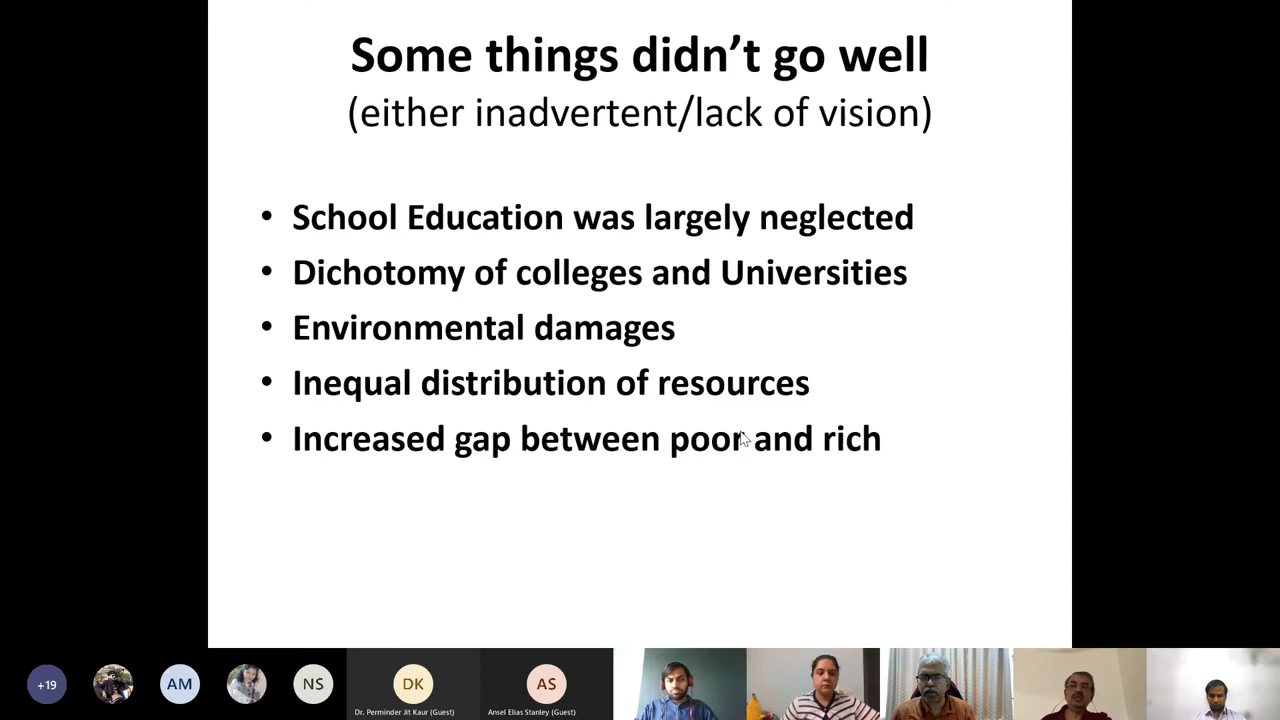 Some things didn't go well
(either inadvertent/lack of vision)
• School Education was largely neglected
• Dichotomy of colleges and Universities
• Environmental damages
• Inequal distribution of resources
• Increased gap between poor and rich
+19
AM
NS
DK
Dr. Perminder Jit Kaur (Guest)
AS
Ansel Elias Stanley (Guest)